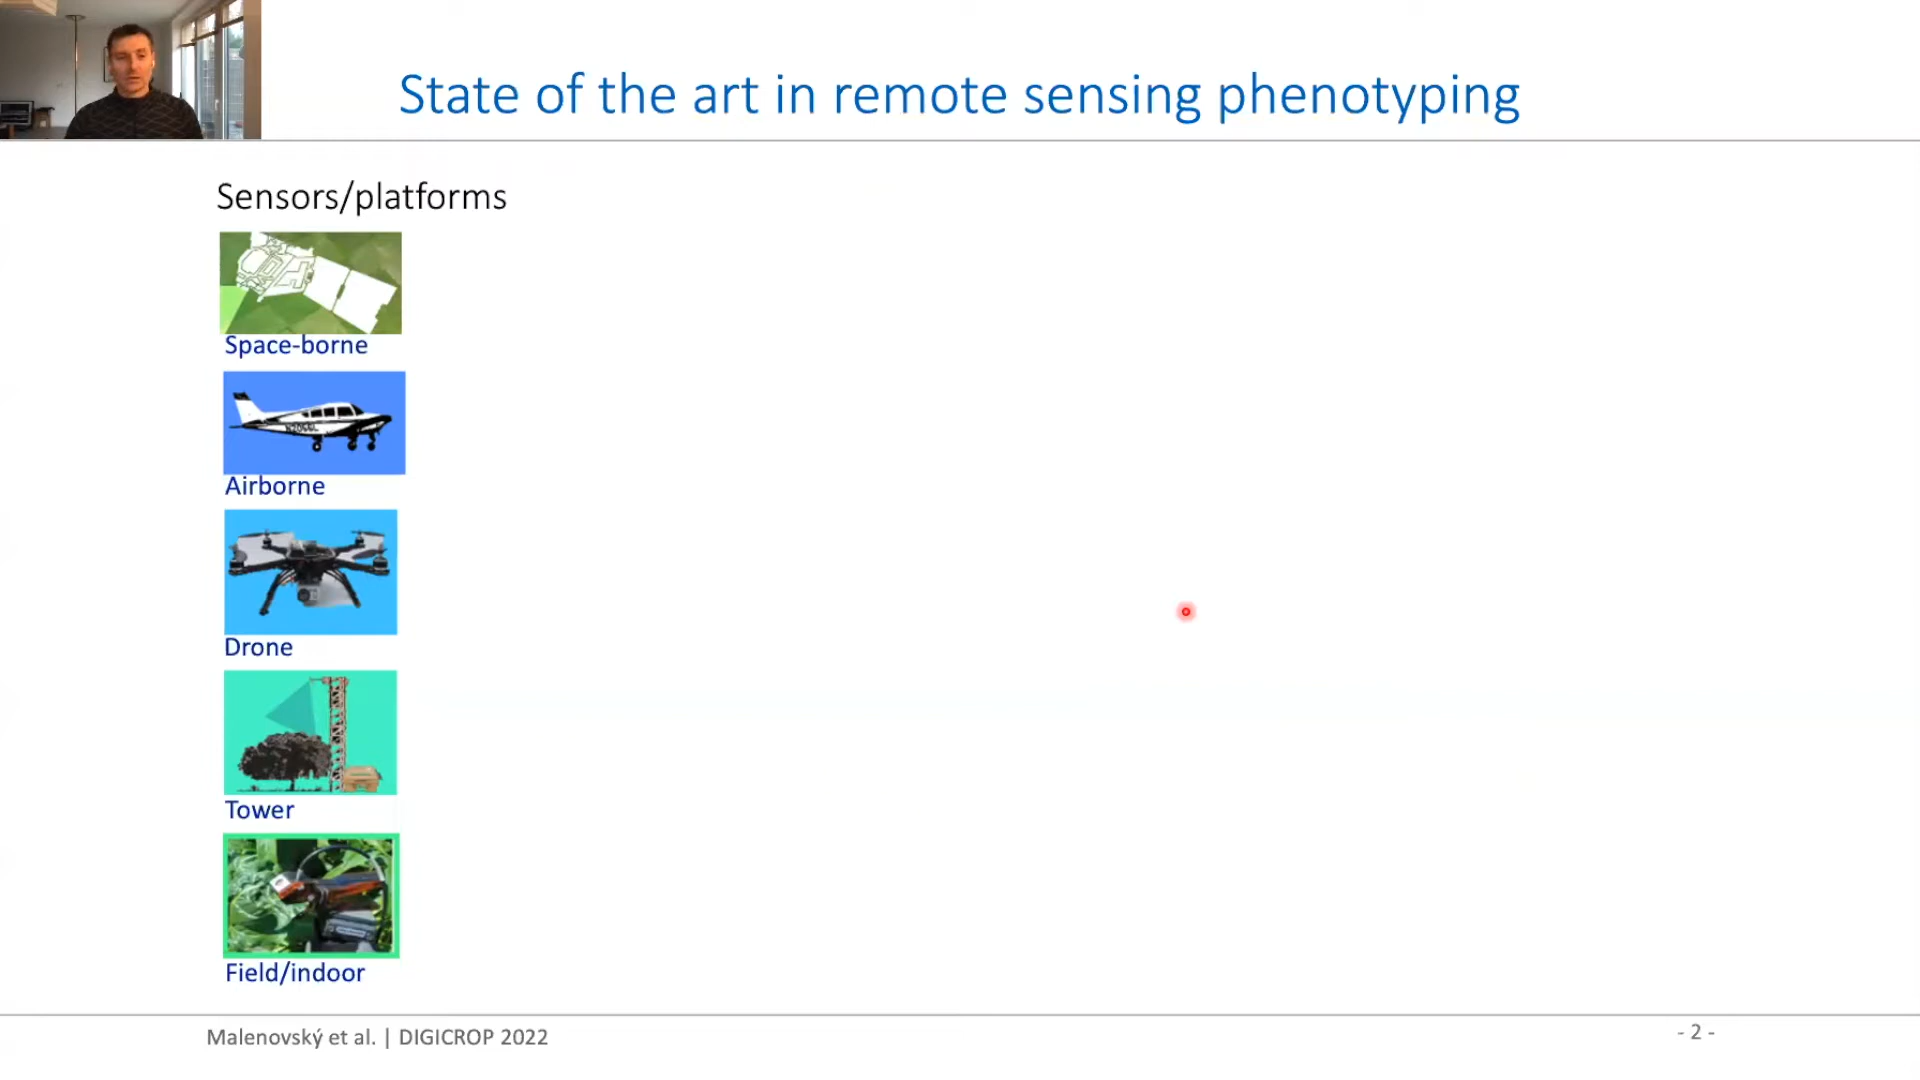 State of the art in remote sensing phenotyping
Sensors/platforms
Space-borne
Airborne
Drone
Tower
Field/indoor
Malenovský et al. | DIGICROP 2022
- 2 -